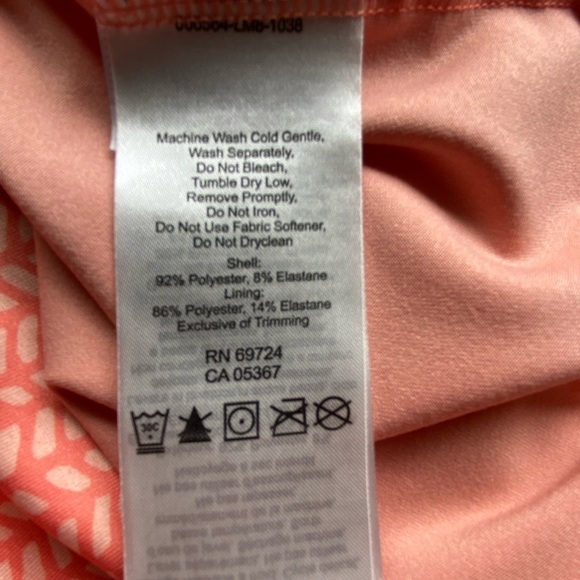 Machine Wash Cold Gentle,
Wash Separately,
Do Not Bleach,
Tumble Dry Low,
Remove Promptly,
Do Not Iron,
Do Not Use Fabric Softener,
Do Not Dryclean
Shell:
92% Polyester, 8% Elastane
Lining:
86% Polyester, 14% Elastane
Exclusive of Trimming
RN 69724
CA 05367
30C